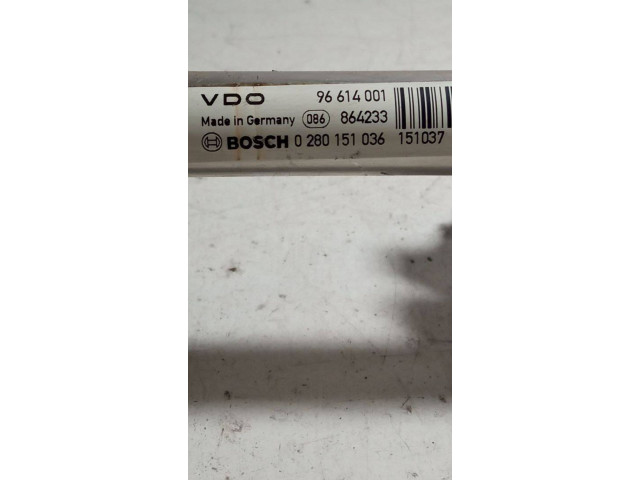 VDO 96 614 001
Made in Germany 086 864233
BOSCH 0 280 151 036 151037